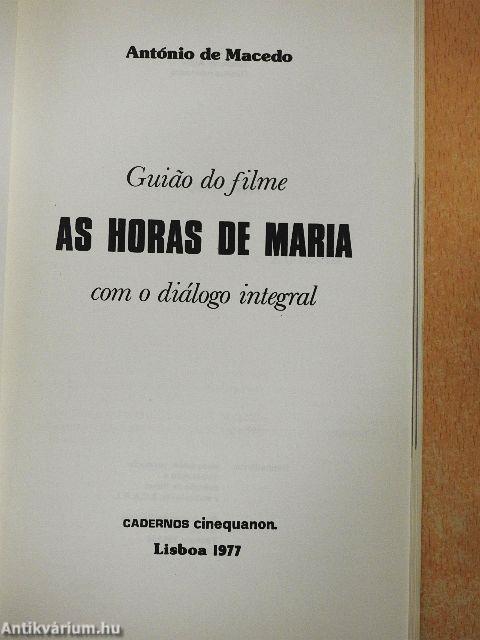 António de Macedo
Guião do filme
AS HORAS DE MARIA
com o diálogo integral
CADERNOS cinequanon.
Lisboa 1977
Antikvárium.hu